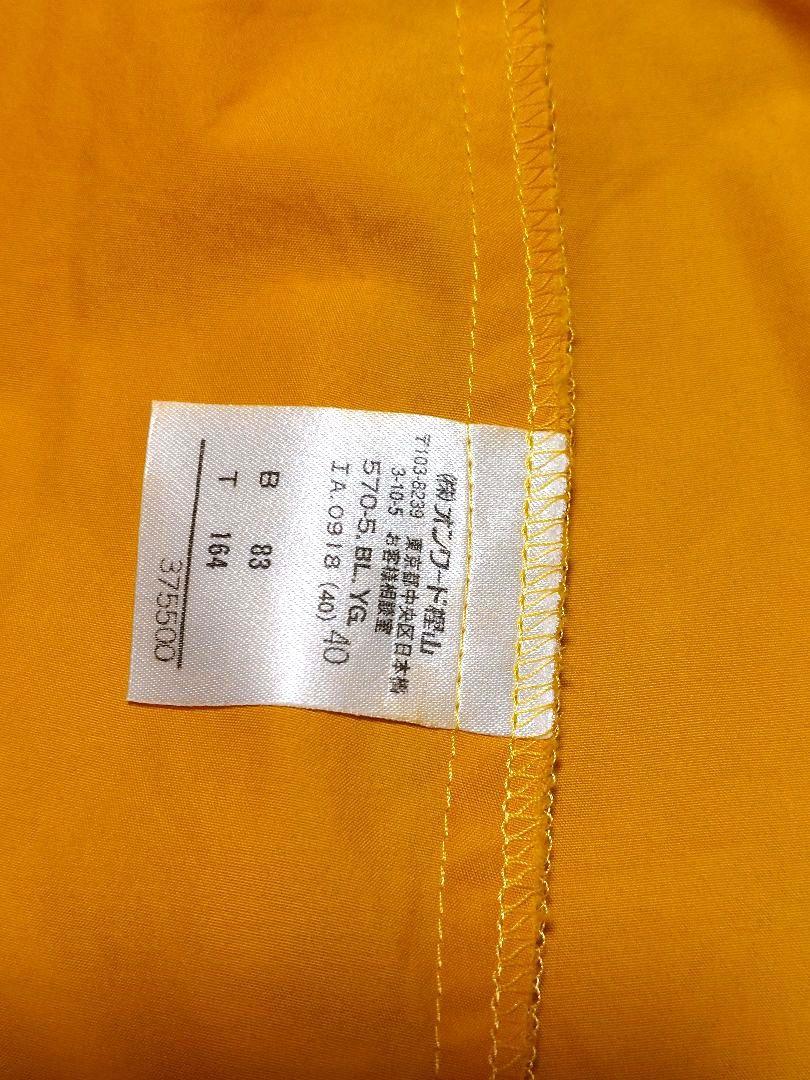 (株)オンワード樫山
〒103-8239 東京都中央区日本橋
3-10-5 お客様相談室
570-5. BL. YG. 40
IA.0918 (40)
B 83
T 164
375500